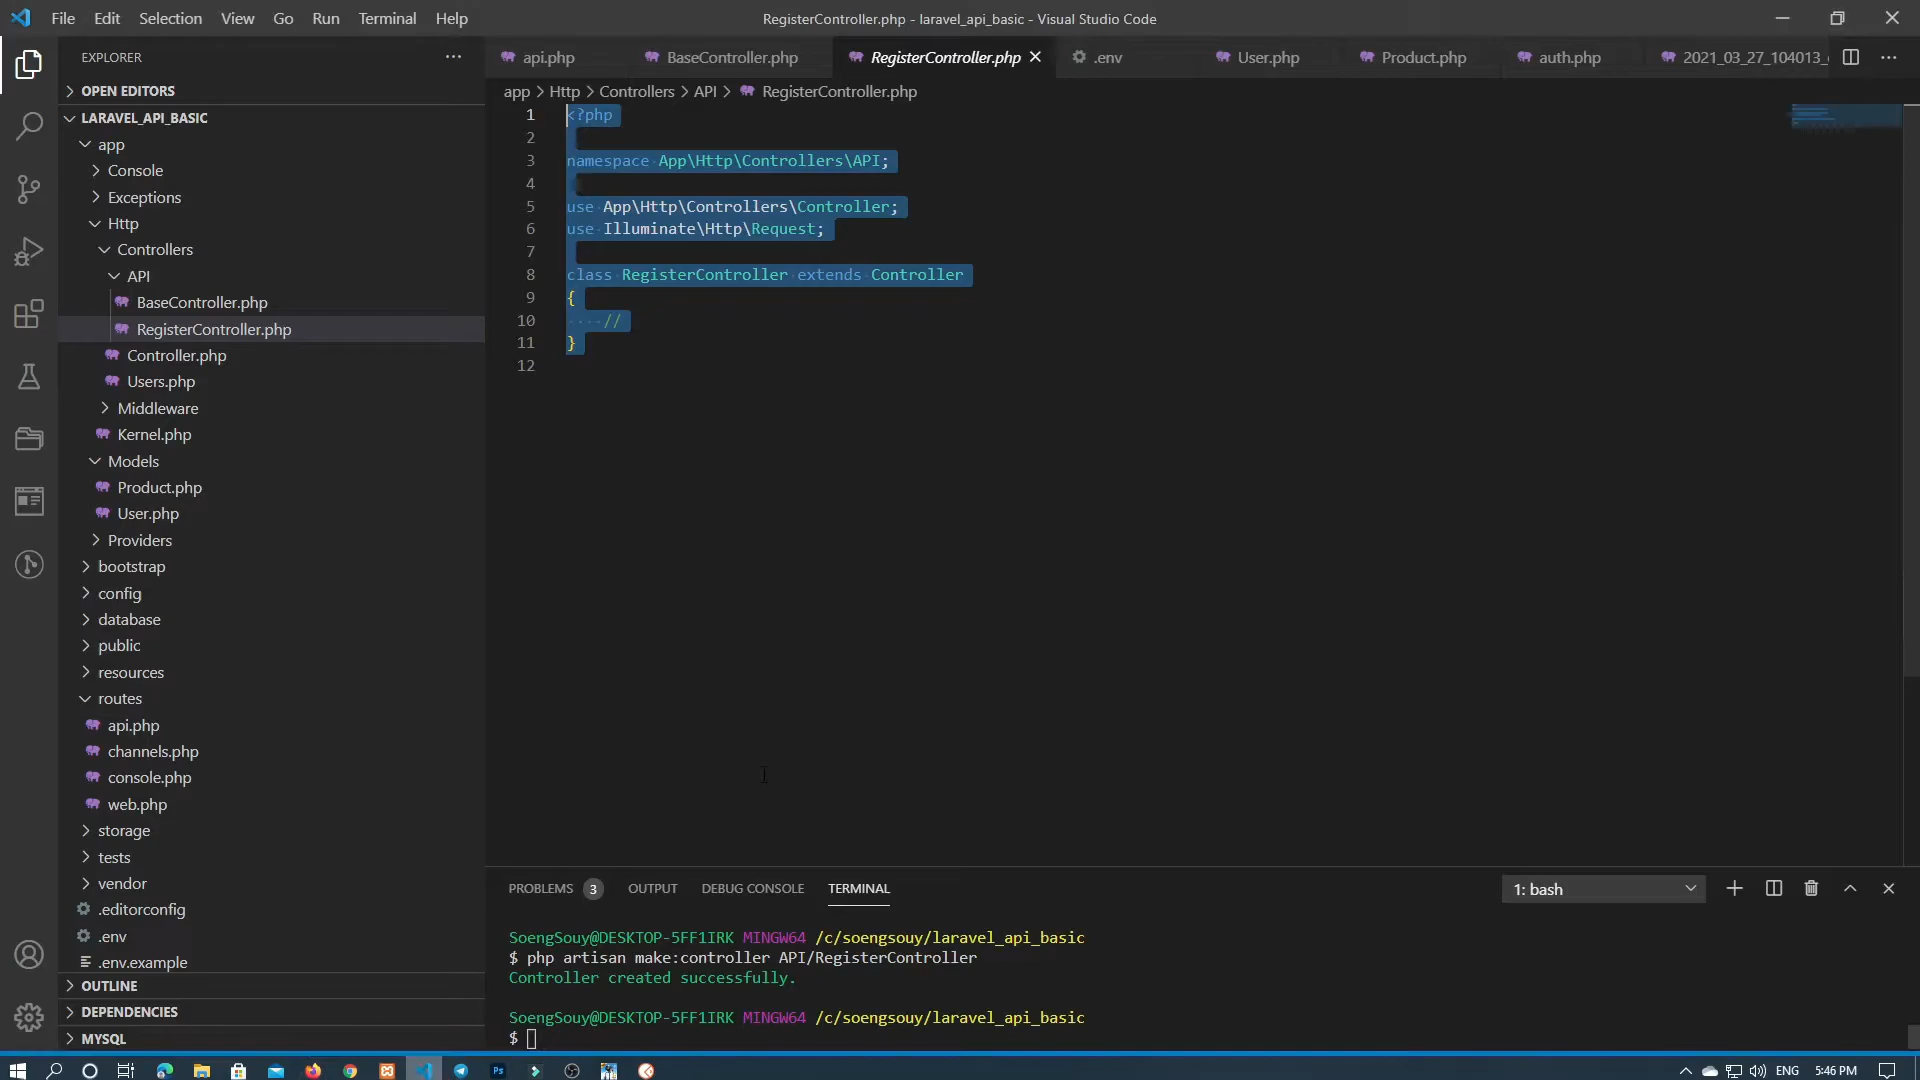 File Edit Selection View Go Run Terminal Help
RegisterController.php - laravel_api_basic - Visual Studio Code
EXPLORER
OPEN EDITORS
LARAVEL_API_BASIC
app
Console
Exceptions
Http
Controllers
API
BaseController.php
RegisterController.php
Controller.php
Users.php
Middleware
Kernel.php
Models
Product.php
User.php
Providers
bootstrap
config
database
public
resources
routes
api.php
channels.php
console.php
web.php
storage
tests
vendor
.editorconfig
.env
.env.example
OUTLINE
DEPENDENCIES
MYSQL
api.php BaseController.php RegisterController.php .env User.php Product.php auth.php 2021_03_27_104013_
app > Http > Controllers > API > RegisterController.php
1 <?php
2
3 namespace App\Http\Controllers\API;
4
5 use App\Http\Controllers\Controller;
6 use Illuminate\Http\Request;
7
8 class RegisterController extends Controller
9 {
10 //
11 }
12
PROBLEMS 3 OUTPUT DEBUG CONSOLE TERMINAL
1: bash
SoengSouy@DESKTOP-5FF1IRK MINGW64 /c/soengsouy/laravel_api_basic
$ php artisan make:controller API/RegisterController
Controller created successfully.
SoengSouy@DESKTOP-5FF1IRK MINGW64 /c/soengsouy/laravel_api_basic
$
Ps
ENG 5:46 PM